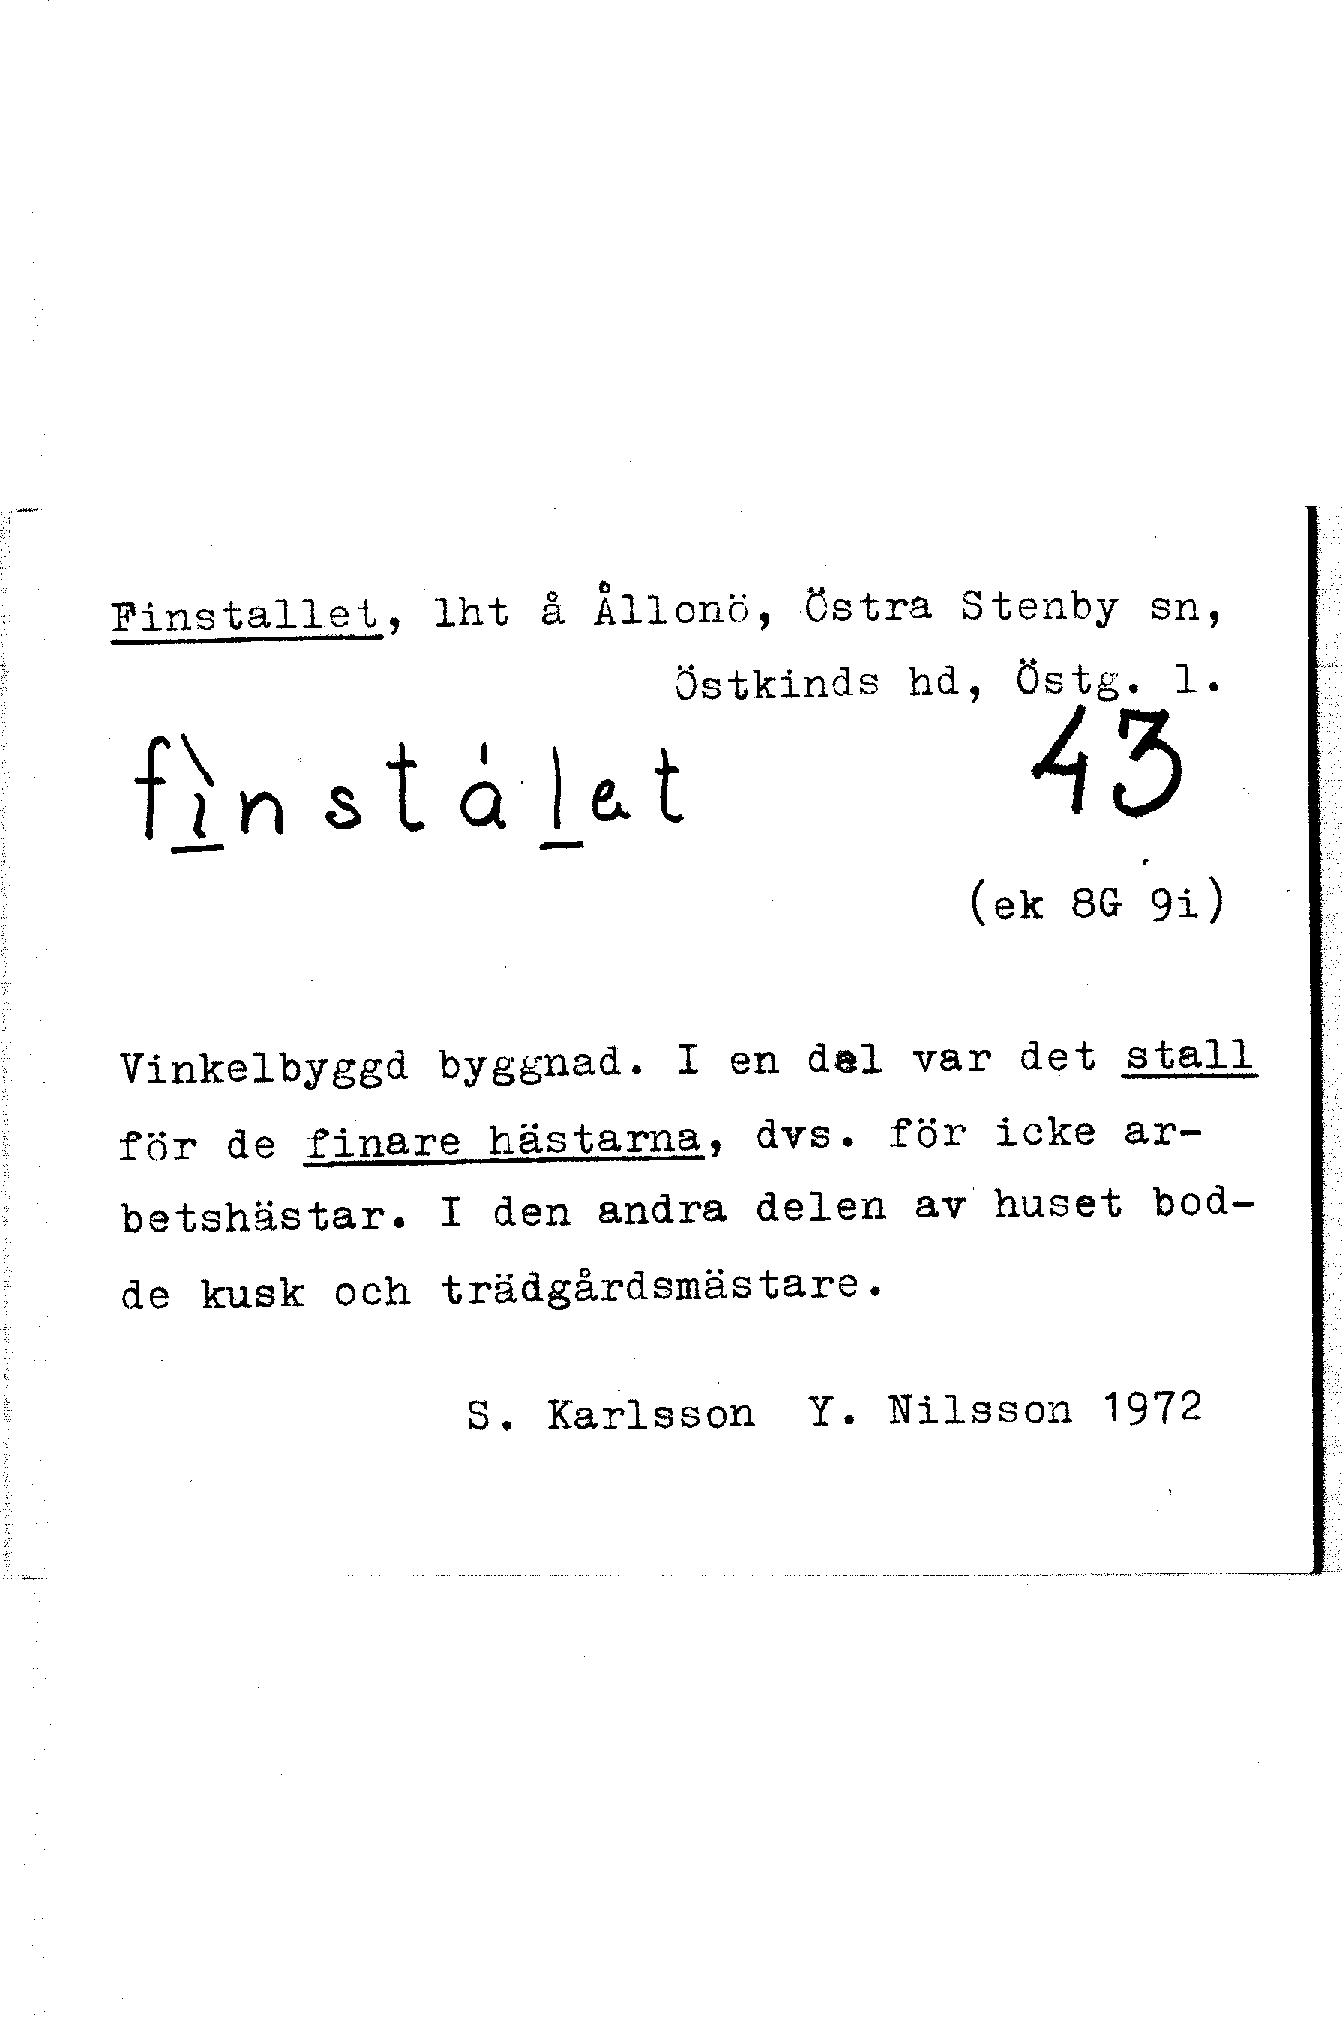 Finstallet, lht å Ållonö, Östra Stenby sn,
Östkinds hd, Östg. l.
fìnstálet 43
(ek 8G 9i)
Vinkelbyggd byggnad. I en del var det stall
för de finare hästarna, dvs. för icke ar-
betshästar. I den andra delen av huset bod-
de kusk och trädgårdsmästare.
S. Karlsson Y. Nilsson 1972